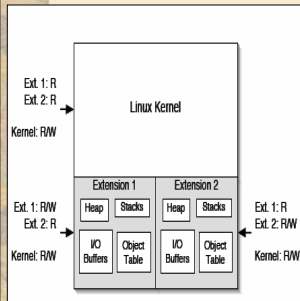 Ext. 1: R
Ext. 2: R
Kernel: R/W
Linux Kernel
Extension 1
Extension 2
Heap
Stacks
Heap
Stacks
I/O
Buffers
Object
Table
I/O
Buffers
Object
Table
Ext. 1: R/W
Ext. 2: R
Kernel: R/W
Ext. 1: R
Ext. 2: R/W
Kernel: R/W